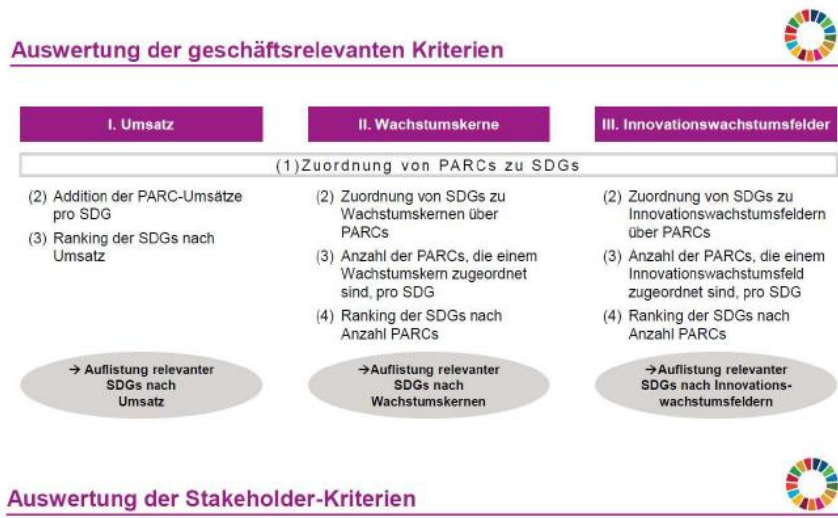 Auswertung der geschäftsrelevanten Kriterien
I. Umsatz
II. Wachstumskerne
III. Innovationswachstumsfelder
(1)Zuordnung von PARCs zu SDGs
(2) Addition der PARC-Umsätze
pro SDG
(3) Ranking der SDGs nach
Umsatz
→ Auflistung relevanter
SDGs nach
Umsatz
(2) Zuordnung von SDGs zu
Wachstumskernen über
PARCs
(3) Anzahl der PARCs, die einem
Wachstumskern zugeordnet
sind, pro SDG
(4) Ranking der SDGs nach
Anzahl PARCs
→Auflistung relevanter
SDGs nach
Wachstumskernen
(2) Zuordnung von SDGs zu
Innovationswachstumsfeldern
über PARCs
(3) Anzahl der PARCs, die einem
Innovationswachstumsfeld
zugeordnet sind, pro SDG
(4) Ranking der SDGs nach
Anzahl PARCs
→Auflistung relevanter
SDGs nach Innovations-
wachstumsfeldern
Auswertung der Stakeholder-Kriterien